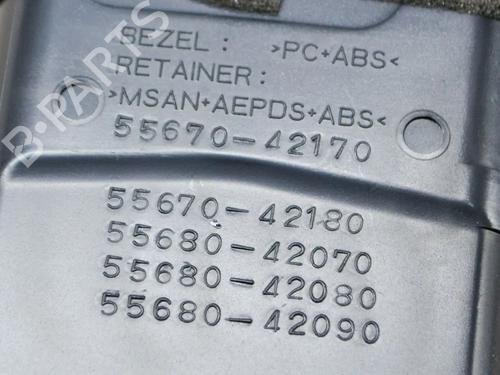 BEZEL : >PC+ABS<
RETAINER :
>MSAN+AEPDS+ABS<
55670-42170
55670-42180
55680-42070
55680-42080
55680-42090
B-PARTS